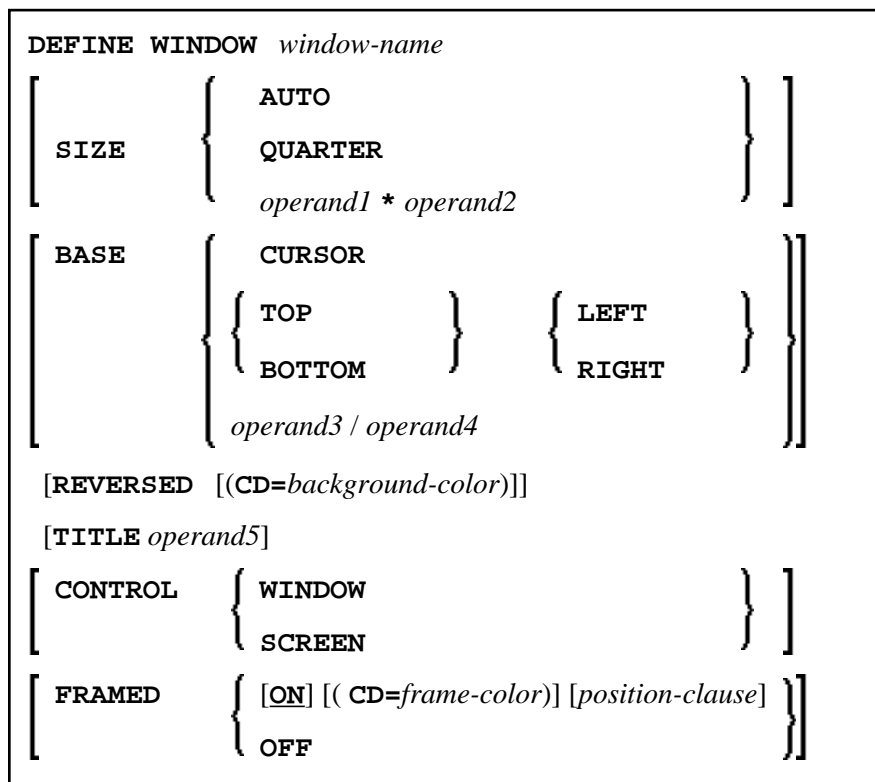 DEFINE WINDOW window-name
AUTO
SIZE QUARTER
operand1 * operand2
BASE CURSOR
TOP LEFT
BOTTOM RIGHT
operand3 / operand4
[REVERSED [(CD=background-color)]]
[TITLE operand5]
CONTROL WINDOW
SCREEN
FRAMED [ON] [( CD=frame-color)] [position-clause]
OFF